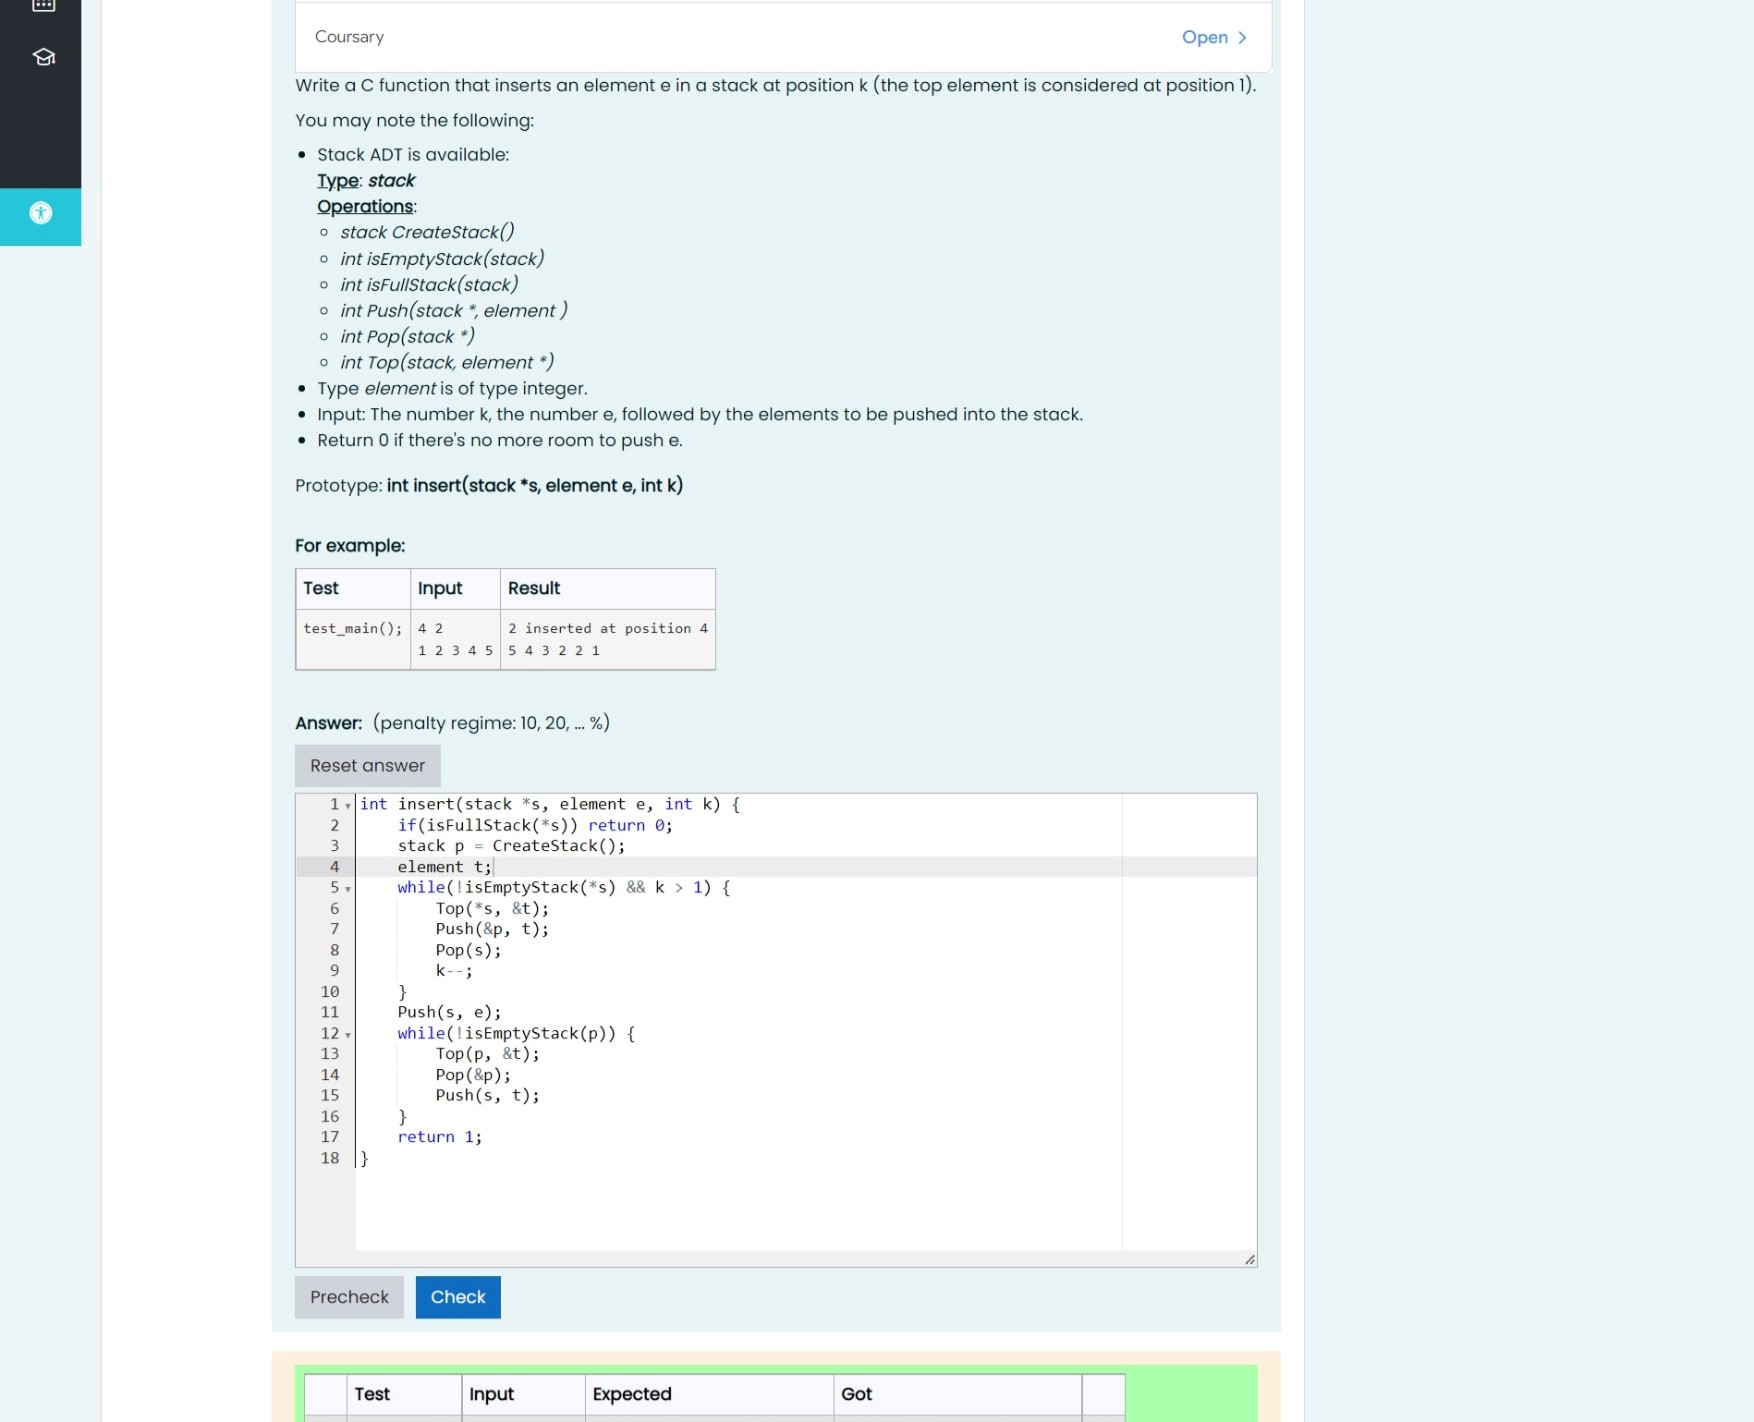 Coursary
Open >
Write a C function that inserts an element e in a stack at position k (the top element is considered at position 1).
You may note the following:
• Stack ADT is available:
Type: stack
Operations:
◦ stack CreateStack()
◦ int isEmptyStack(stack)
◦ int isFullStack(stack)
◦ int Push(stack *, element )
◦ int Pop(stack *)
◦ int Top(stack, element *)
• Type element is of type integer.
• Input: The number k, the number e, followed by the elements to be pushed into the stack.
• Return 0 if there's no more room to push e.
Prototype: int insert(stack *s, element e, int k)
For example:
Test Input Result
test_main(); 4 2 2 inserted at position 4
1 2 3 4 5 5 4 3 2 2 1
Answer: (penalty regime: 10, 20, ... %)
Reset answer
1 int insert(stack *s, element e, int k) {
2     if(isFullStack(*s)) return 0;
3     stack p = CreateStack();
4     element t;
5     while(!isEmptyStack(*s) && k > 1) {
6         Top(*s, &t);
7         Push(&p, t);
8         Pop(s);
9         k--;
10     }
11     Push(s, e);
12     while(!isEmptyStack(p)) {
13         Top(p, &t);
14         Pop(&p);
15         Push(s, t);
16     }
17     return 1;
18 }
Precheck Check
Test Input Expected Got